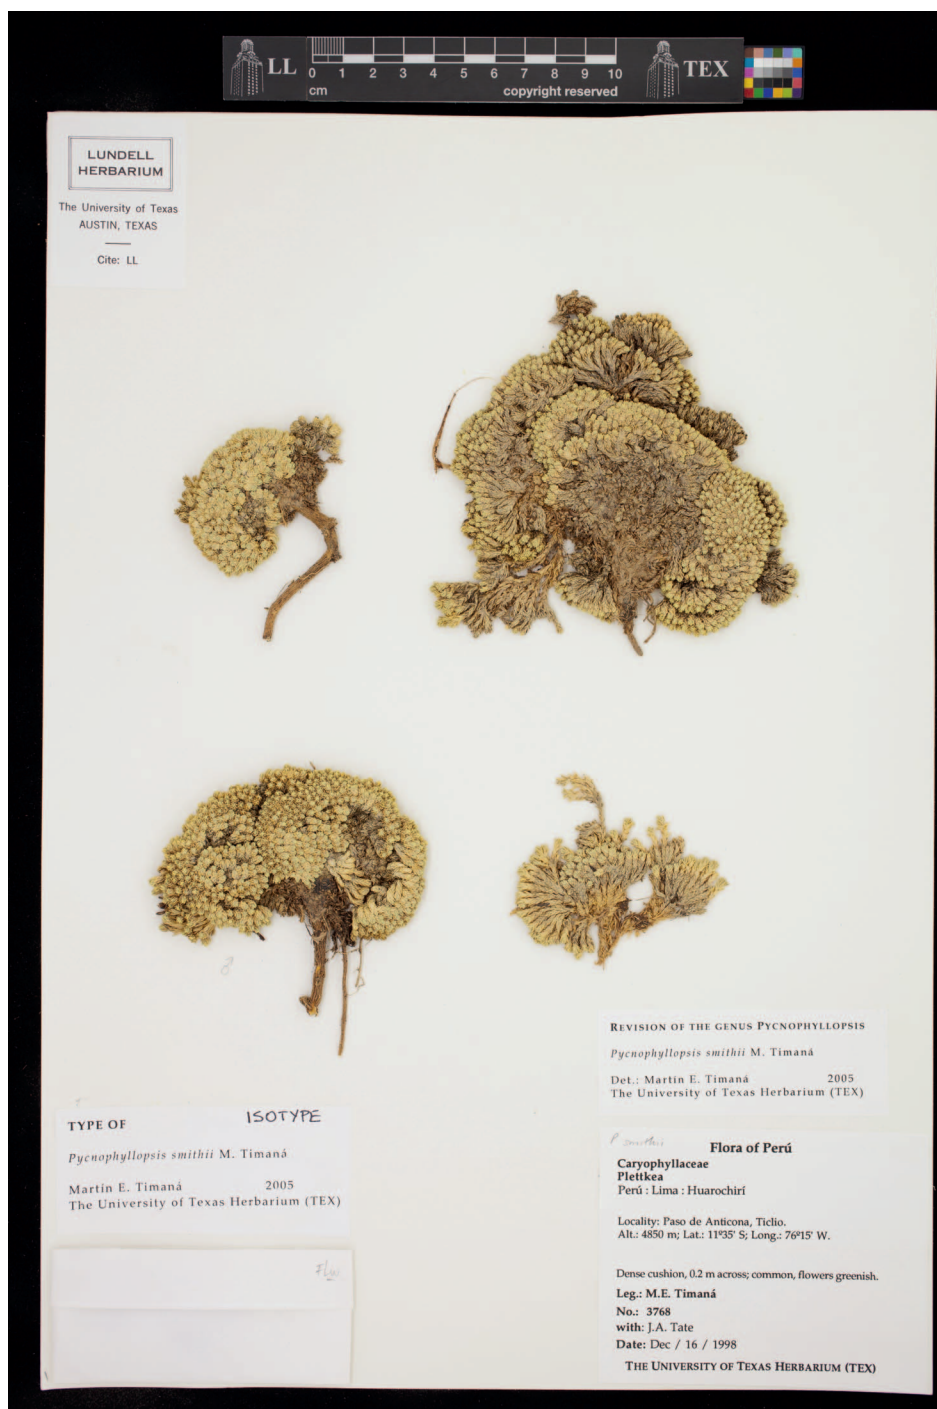 LL
0 1 2 3 4 5 6 7 8 9 10
cm
copyright reserved
TEX
LUNDELL
HERBARIUM
The University of Texas
AUSTIN, TEXAS
Cite: LL
♂
REVISION OF THE GENUS PYCNOPHYLLOPSIS
Pycnophyllopsis smithii M. Timaná
Det.: Martín E. Timaná 2005
The University of Texas Herbarium (TEX)
TYPE OF ISOTYPE
Pycnophyllopsis smithii M. Timaná
Martín E. Timaná 2005
The University of Texas Herbarium (TEX)
P smithii
Flora of Perú
Caryophyllaceae
Plettkea
Perú : Lima : Huarochirí
Locality: Paso de Anticona, Ticlio.
Alt.: 4850 m; Lat.: 11º35' S; Long.: 76º15' W.
Dense cushion, 0.2 m across; common, flowers greenish.
Leg.: M.E. Timaná
No.: 3768
with: J.A. Tate
Date: Dec / 16 / 1998
THE UNIVERSITY OF TEXAS HERBARIUM (TEX)